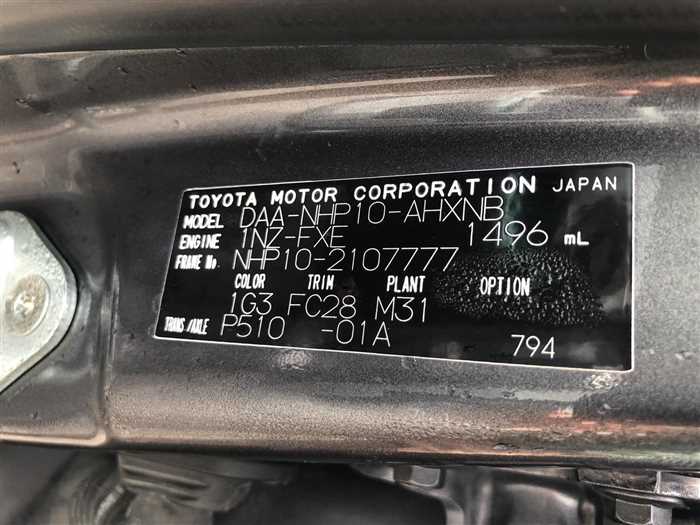 TOYOTA MOTOR CORPORATION JAPAN
MODEL DAA-NHP10-AHXNB
ENGINE 1NZ-FXE 1496 mL
FRAME No. NHP10-2107777
COLOR TRIM PLANT OPTION
1G3 FC28 M31
TRANS./AXLE P510 -01A
794